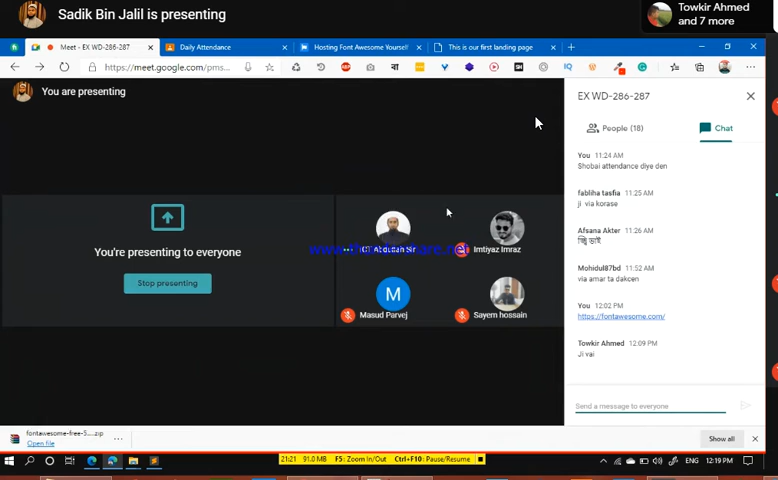 Sadik Bin Jalil is presenting
Towkir Ahmed
and 7 more
Meet - EX WD-286-287
Daily Attendance
Hosting Font Awesome Yourself
This is our first landing page
https://meet.google.com/pms...
বা
You are presenting
EX WD-286-287
People (18)
Chat
You 11:24 AM
Shobai attendance diye den
fabliha tasfia 11:25 AM
ji via korase
Afsana Akter 11:26 AM
জ্বি ভাই
Mohidul87bd 11:52 AM
via amar ta dakcen
You 12:02 PM
https://fontawesome.com/
Towkir Ahmed 12:09 PM
Ji vai
Send a message to everyone
You're presenting to everyone
Stop presenting
CT Abdullah Sir
Imtiyaz Imraz
M
Masud Parvej
Sayem hossain
fontawesome-free-5....zip
Open file
Show all
21:21 91.0 MB F5: Zoom In/Out Ctrl+F10: Pause/Resume
ENG 12:19 PM